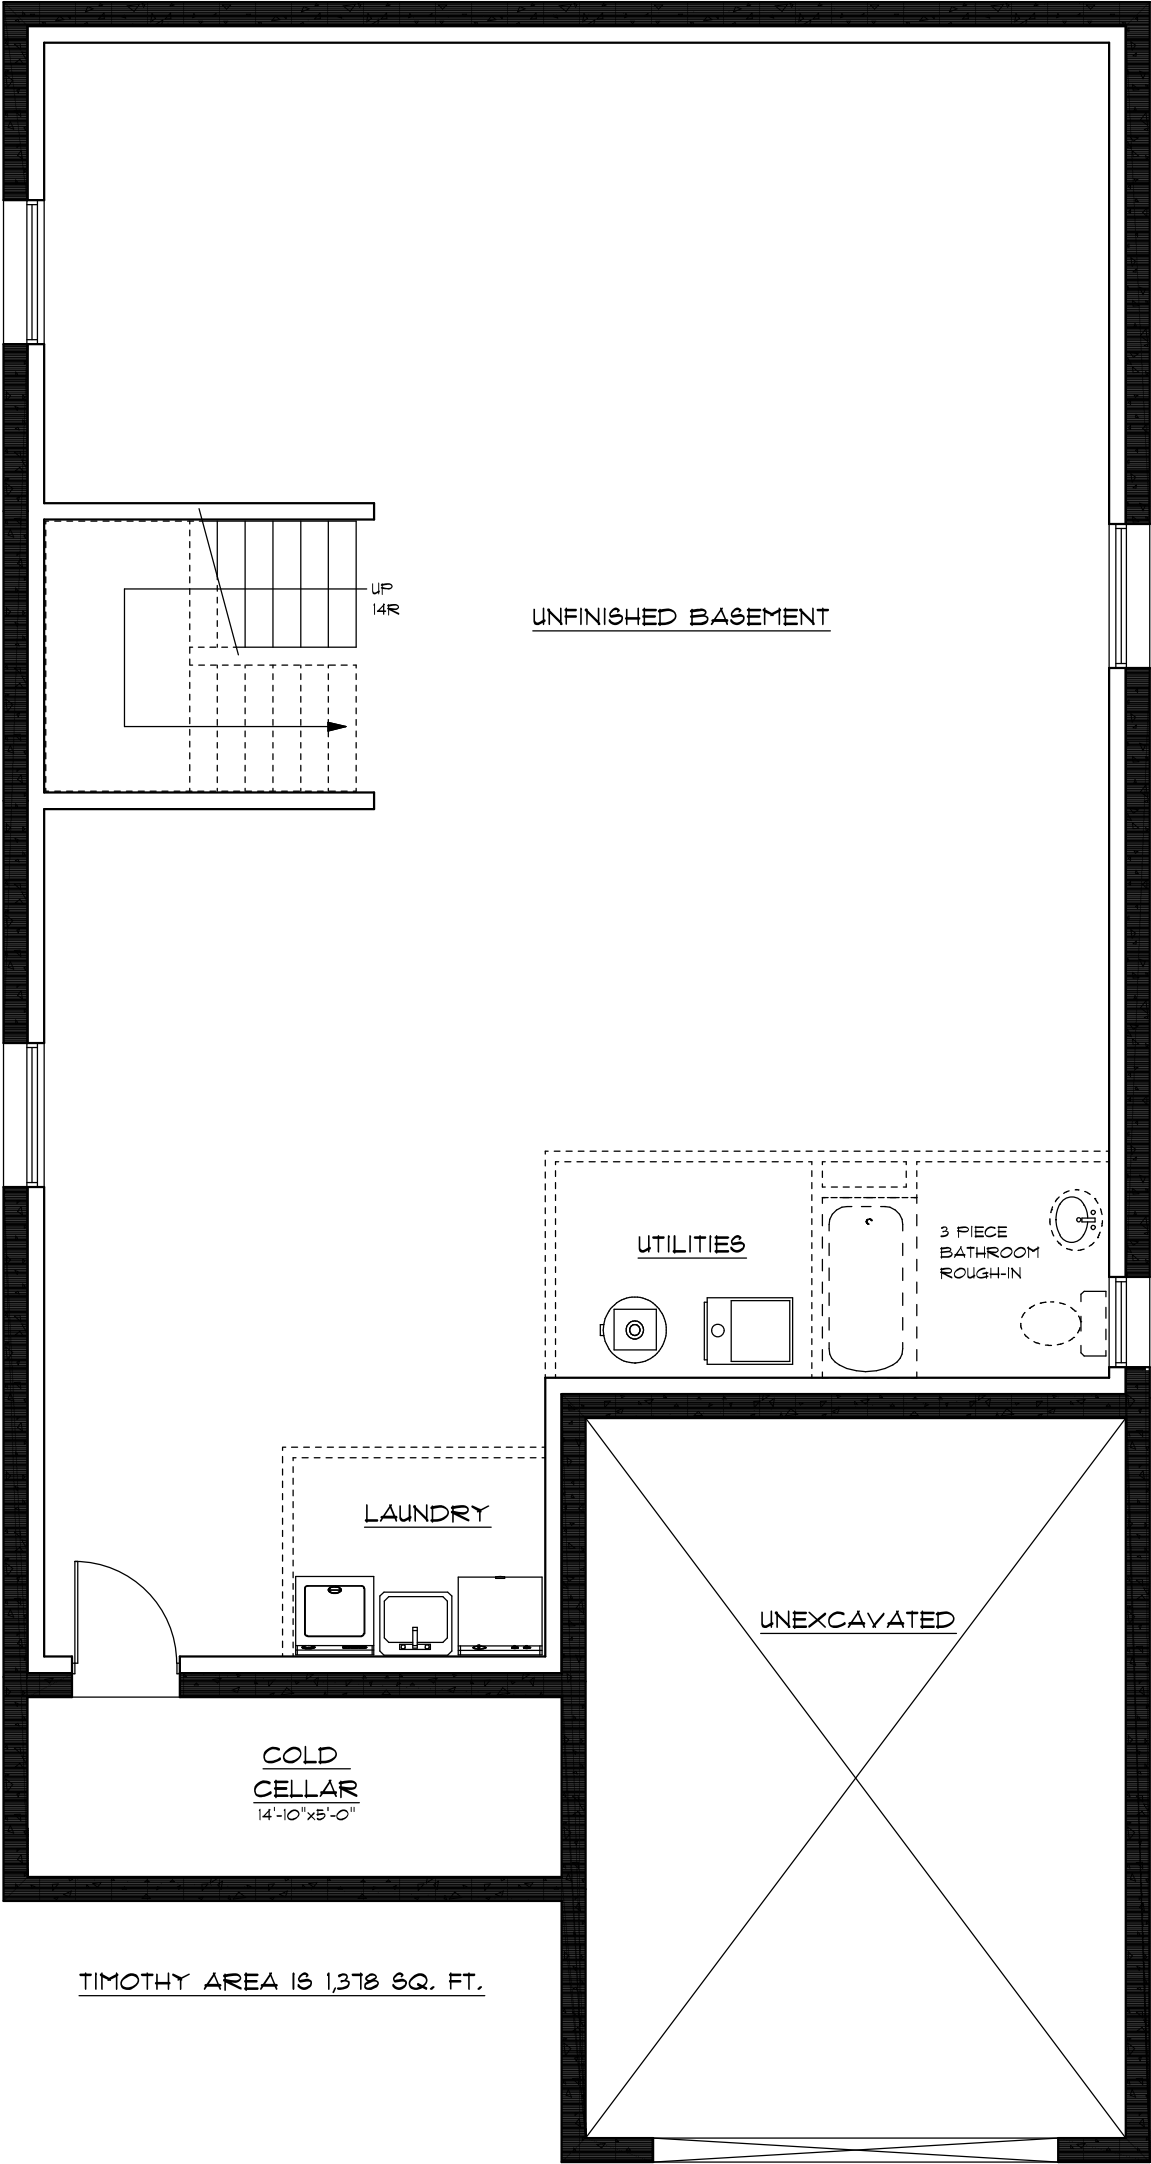 UP
14R
UNFINISHED BASEMENT
UTILITIES
3 PIECE
BATHROOM
ROUGH-IN
LAUNDRY
UNEXCAVATED
COLD
CELLAR
14'-10"x5'-0"
TIMOTHY AREA IS 1,378 SQ. FT.